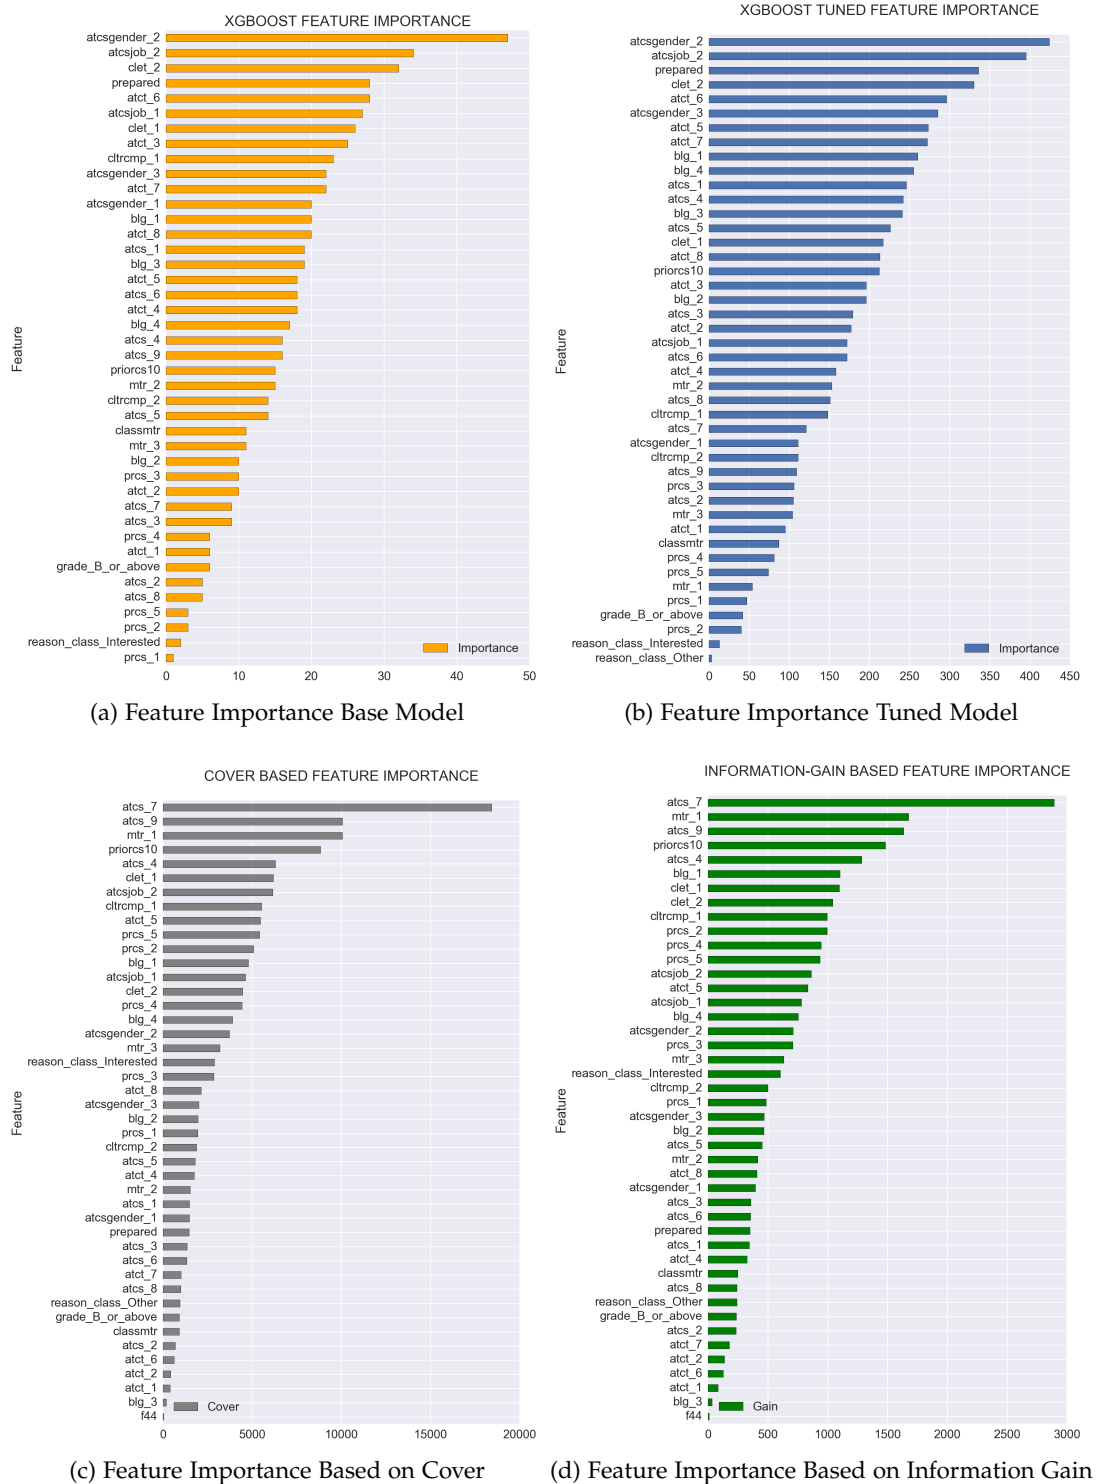 XGBOOST FEATURE IMPORTANCE
atcsgender_2
atcsjob_2
clet_2
prepared
atct_6
atcsjob_1
clet_1
atct_3
cltrcmp_1
atcsgender_3
atct_7
atcsgender_1
blg_1
atct_8
atcs_1
blg_3
atct_5
atcs_6
atct_4
blg_4
atcs_4
atcs_9
priorcs10
mtr_2
cltrcmp_2
atcs_5
classmtr
mtr_3
blg_2
prcs_3
atct_2
atcs_7
atcs_3
prcs_4
atct_1
grade_B_or_above
atcs_2
atcs_8
prcs_5
prcs_2
reason_class_Interested
prcs_1
Feature
Importance
0 10 20 30 40 50
(a) Feature Importance Base Model
XGBOOST TUNED FEATURE IMPORTANCE
atcsgender_2
atcsjob_2
prepared
clet_2
atct_6
atcsgender_3
atct_5
atct_7
blg_1
blg_4
atcs_1
atcs_4
blg_3
atcs_5
clet_1
atct_8
priorcs10
atct_3
blg_2
atcs_3
atct_2
atcsjob_1
atcs_6
atct_4
mtr_2
atcs_8
cltrcmp_1
atcs_7
atcsgender_1
cltrcmp_2
atcs_9
prcs_3
atcs_2
mtr_3
atct_1
classmtr
prcs_4
prcs_5
mtr_1
prcs_1
grade_B_or_above
prcs_2
reason_class_Interested
reason_class_Other
Feature
Importance
0 50 100 150 200 250 300 350 400 450
(b) Feature Importance Tuned Model
COVER BASED FEATURE IMPORTANCE
atcs_7
atcs_9
mtr_1
priorcs10
atcs_4
clet_1
atcsjob_2
cltrcmp_1
atct_5
prcs_5
prcs_2
blg_1
atcsjob_1
clet_2
prcs_4
blg_4
atcsgender_2
mtr_3
reason_class_Interested
prcs_3
atct_8
atcsgender_3
blg_2
prcs_1
cltrcmp_2
atcs_5
atct_4
mtr_2
atcs_1
atcsgender_1
prepared
atcs_3
atcs_6
atct_7
atcs_8
reason_class_Other
grade_B_or_above
classmtr
atcs_2
atct_6
atct_2
atct_1
blg_3
f44
Feature
Cover
0 5000 10000 15000 20000
(c) Feature Importance Based on Cover
INFORMATION-GAIN BASED FEATURE IMPORTANCE
atcs_7
mtr_1
atcs_9
priorcs10
atcs_4
blg_1
clet_1
clet_2
cltrcmp_1
prcs_2
prcs_4
prcs_5
atcsjob_2
atct_5
atcsjob_1
blg_4
atcsgender_2
prcs_3
mtr_3
reason_class_Interested
cltrcmp_2
prcs_1
atcsgender_3
blg_2
atcs_5
mtr_2
atct_8
atcsgender_1
atcs_3
atcs_6
prepared
atcs_1
atct_4
classmtr
atcs_8
reason_class_Other
grade_B_or_above
atcs_2
atct_7
atct_2
atct_6
atct_1
blg_3
f44
Feature
Gain
0 500 1000 1500 2000 2500 3000
(d) Feature Importance Based on Information Gain